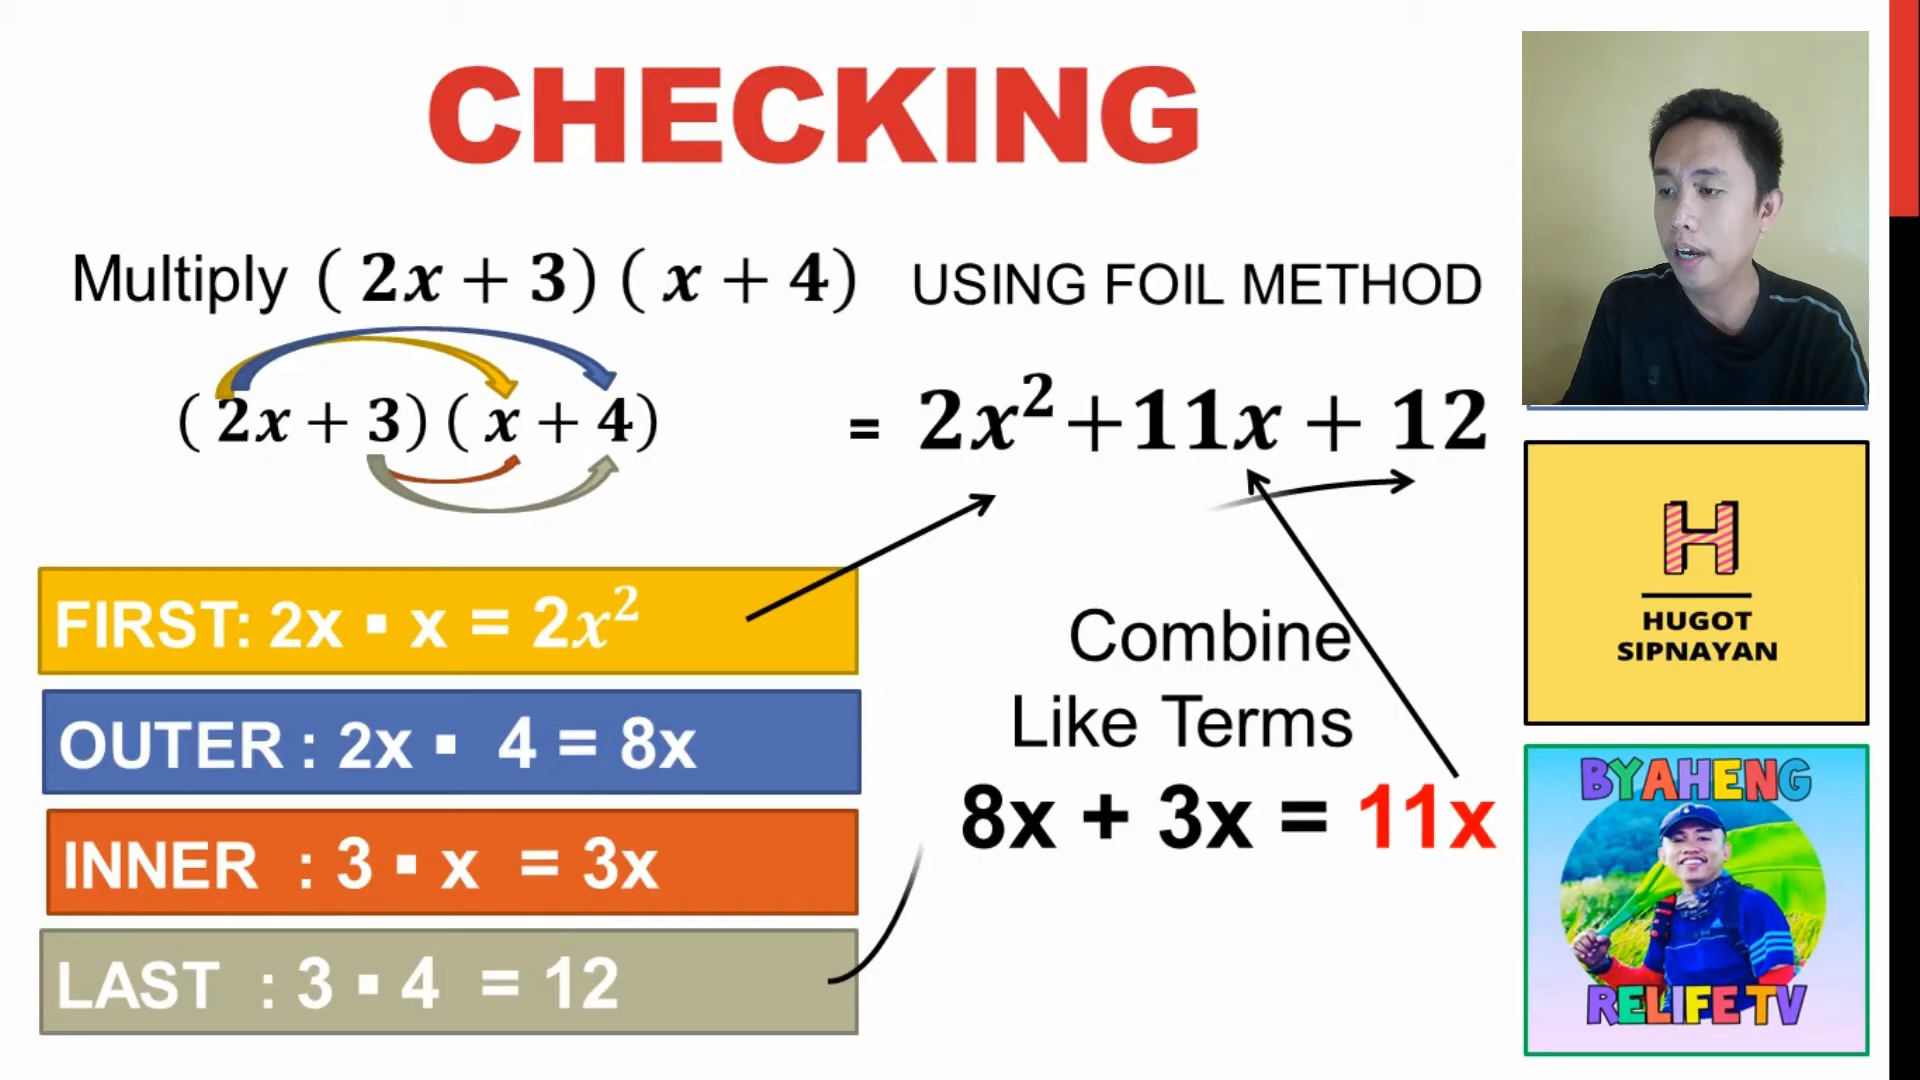 CHECKING
Multiply ( 2x + 3) ( x + 4) USING FOIL METHOD
( 2x + 3) ( x + 4) = 2x²+11x + 12
FIRST: 2x ▪ x = 2x²
OUTER : 2x ▪ 4 = 8x
INNER : 3 ▪ x = 3x
LAST : 3 ▪ 4 = 12
Combine
Like Terms
8x + 3x = 11x
H
HUGOT
SIPNAYAN
BYAHENG
RELIFE TV